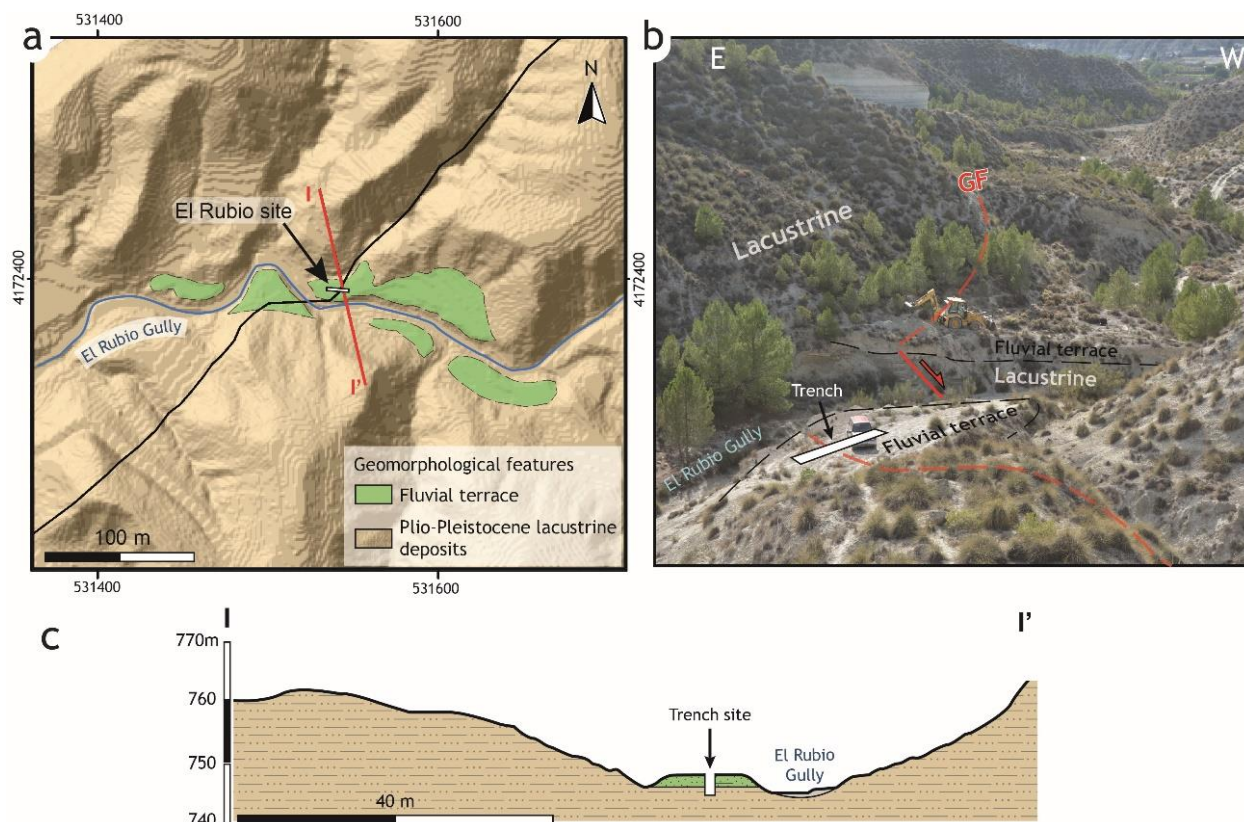 531400
531600
a
N
I
El Rubio site
4172400
4172400
El Rubio Gully
I'
Geomorphological features
Fluvial terrace
Plio-Pleistocene lacustrine
deposits
100 m
531400
531600
b
E
W
GF
Lacustrine
Fluvial terrace
Lacustrine
Trench
Fluvial terrace
El Rubio Gully
c
I
I'
770m
760
750
740
Trench site
El Rubio
Gully
40 m